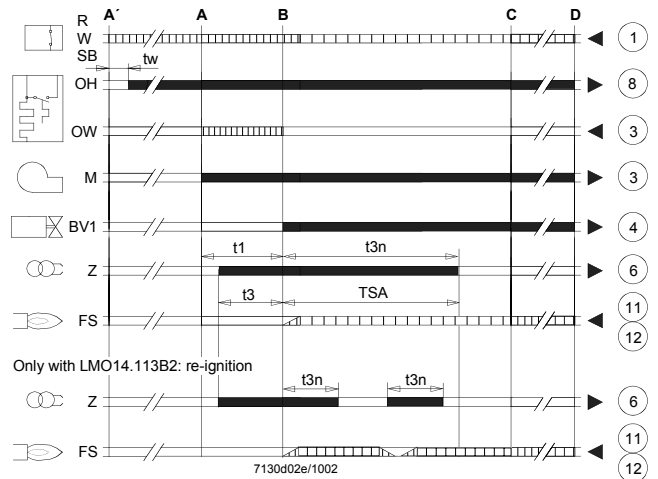 R A´ A B C D
W 1
SB tw
OH 8
OW 3
M 3
BV1 4
t1 t3n
Z 6
t3 TSA
FS 11
12
Only with LMO14.113B2: re-ignition
t3n t3n
Z 6
FS 11
12
7130d02e/1002